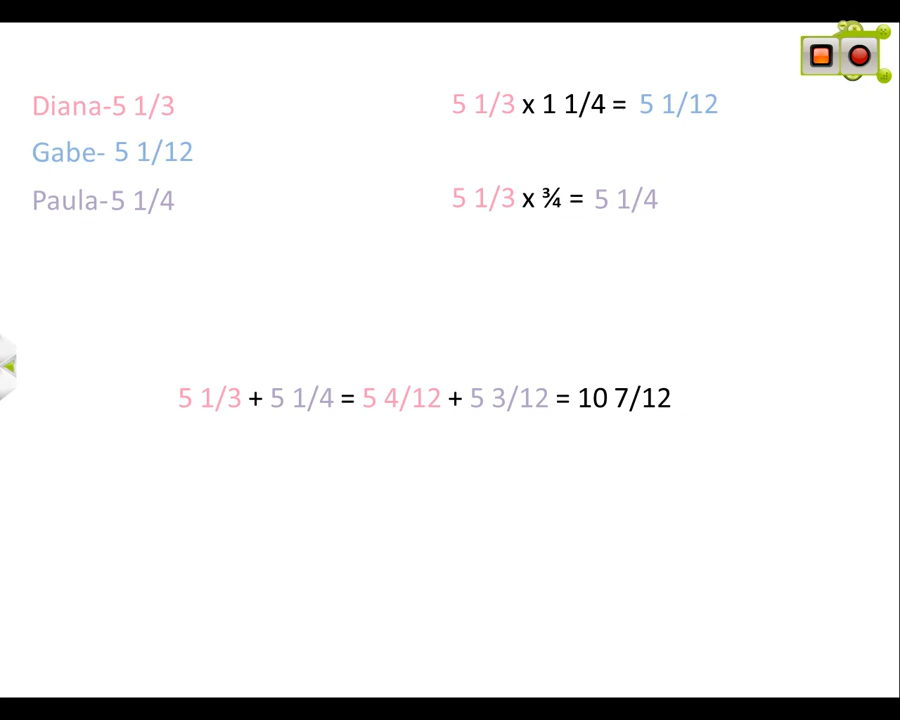 Diana-5 1/3
Gabe- 5 1/12
Paula-5 1/4
5 1/3 x 1 1/4 = 5 1/12
5 1/3 x ¾ = 5 1/4
5 1/3 + 5 1/4 = 5 4/12 + 5 3/12 = 10 7/12